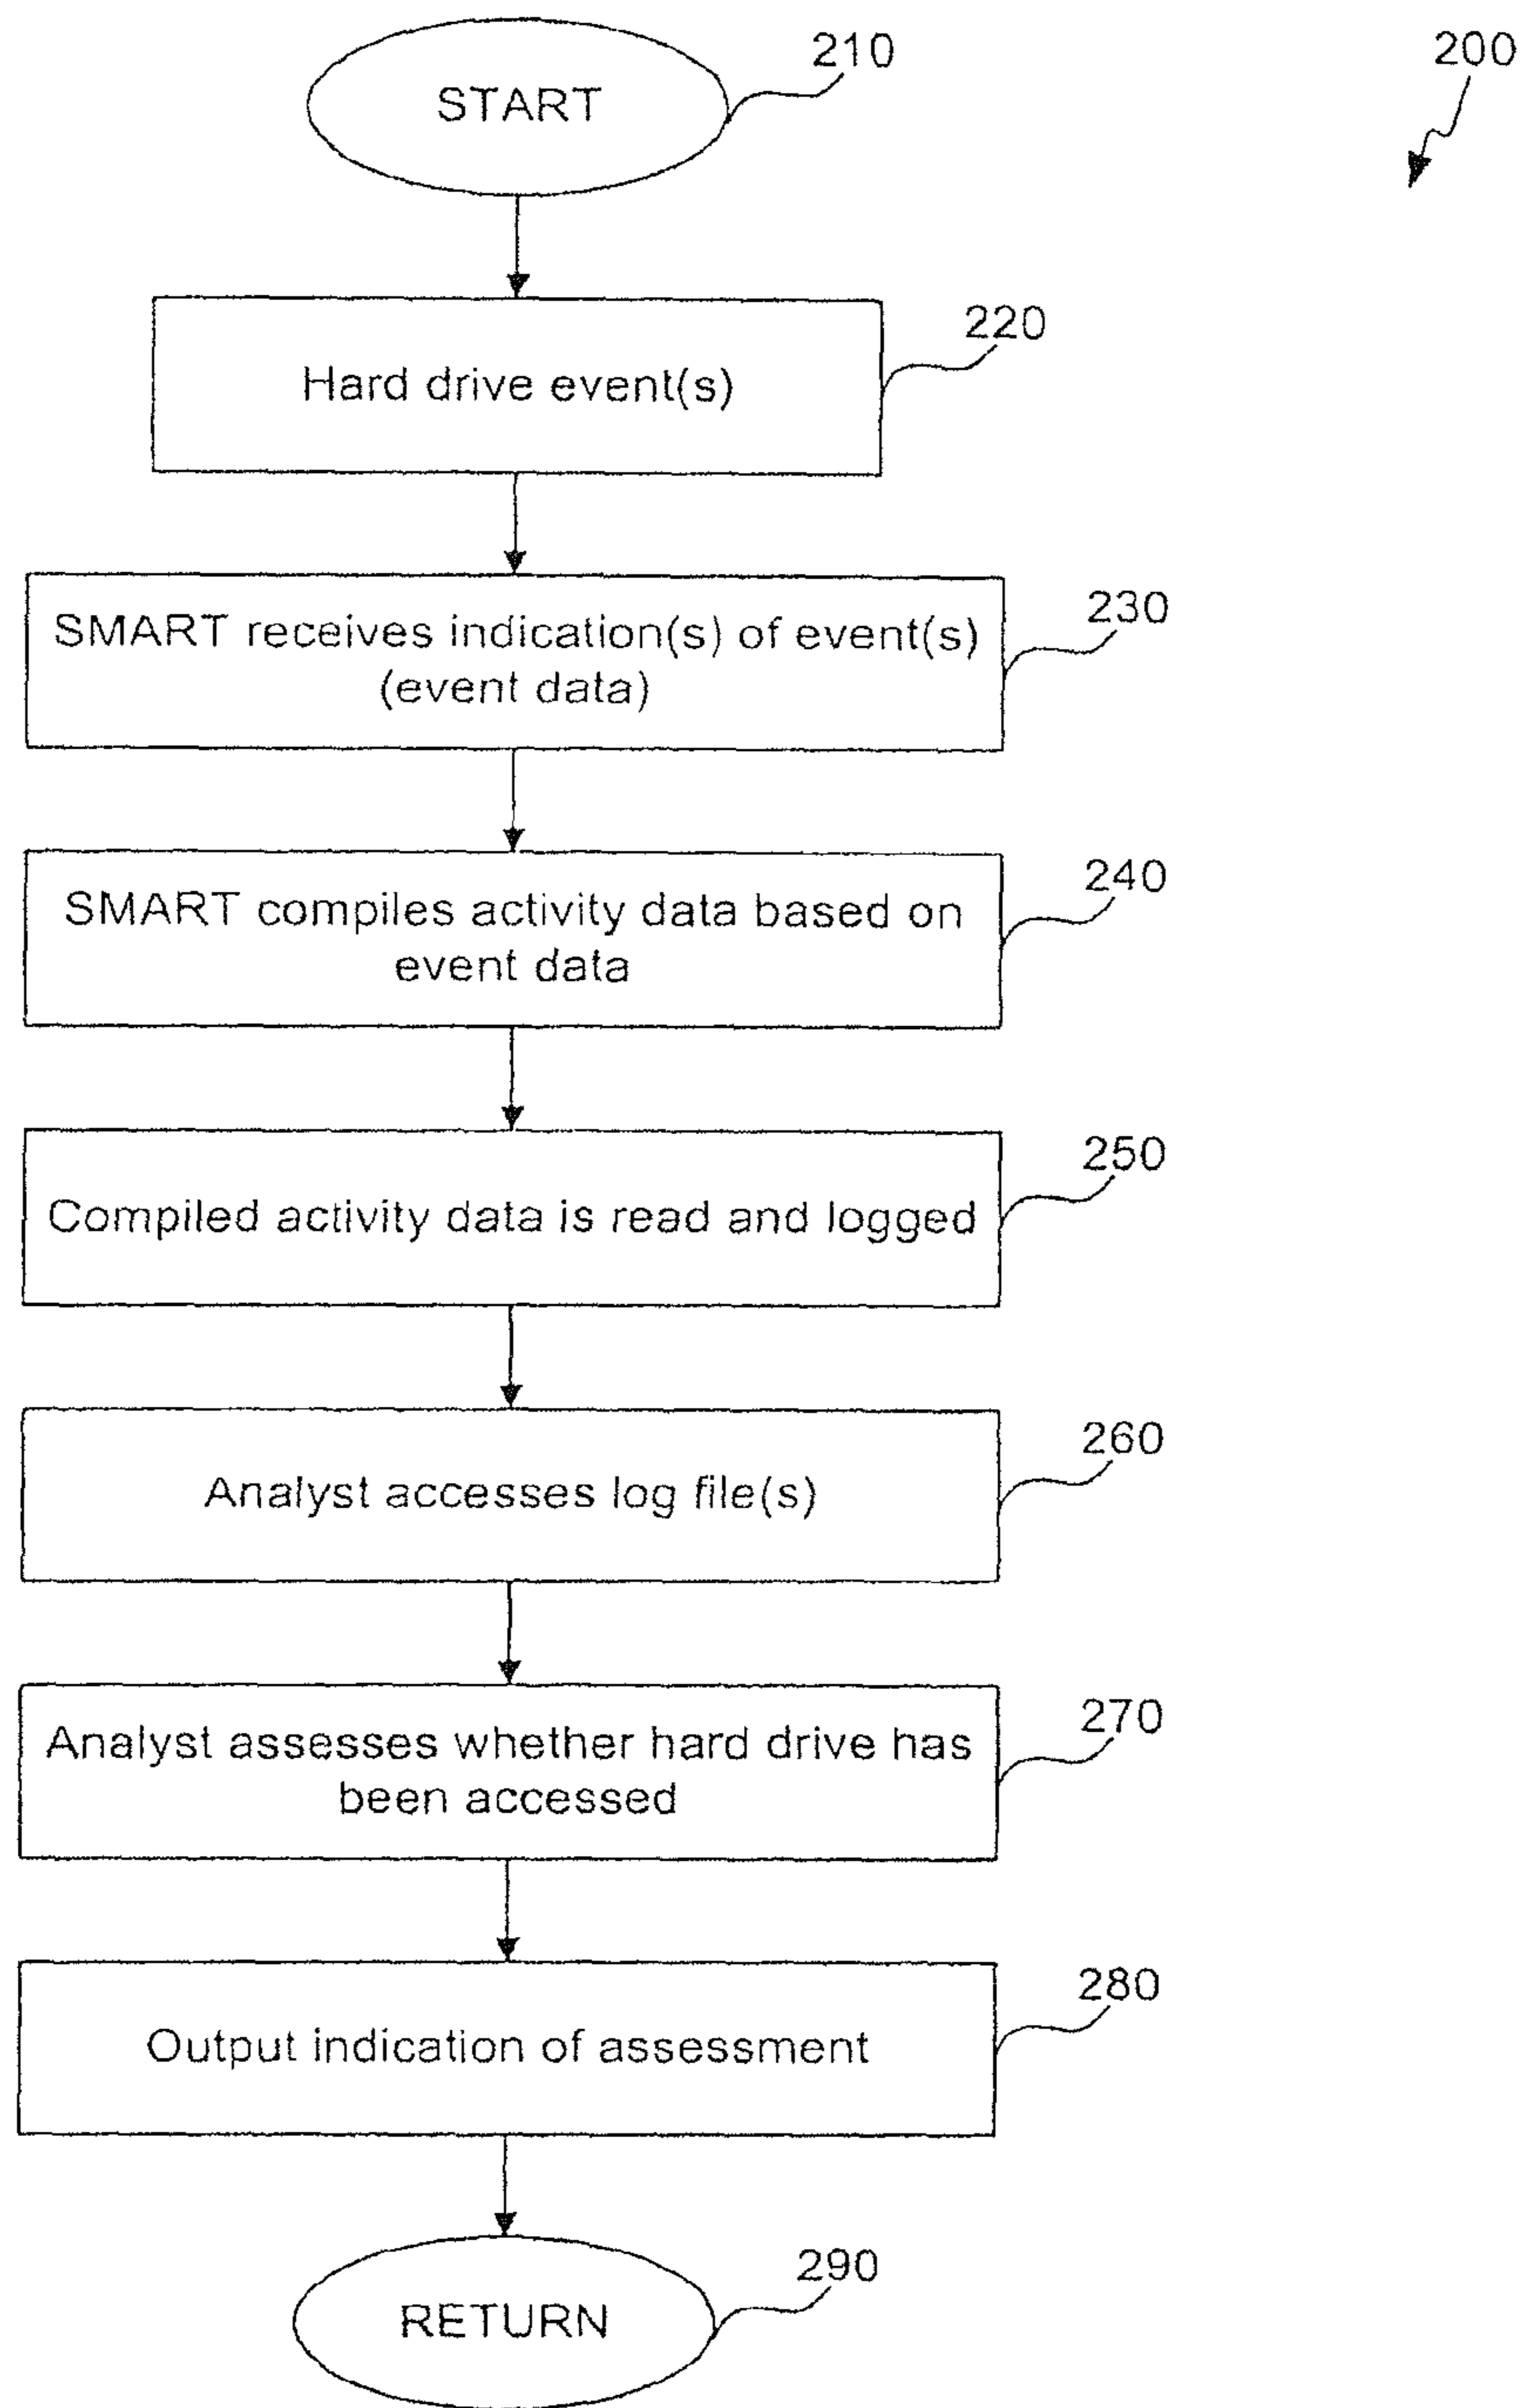 210
200
START
220
Hard drive event(s)
230
SMART receives indication(s) of event(s)
(event data)
240
SMART compiles activity data based on
event data
250
Compiled activity data is read and logged
260
Analyst accesses log file(s)
270
Analyst assesses whether hard drive has
been accessed
280
Output indication of assessment
290
RETURN